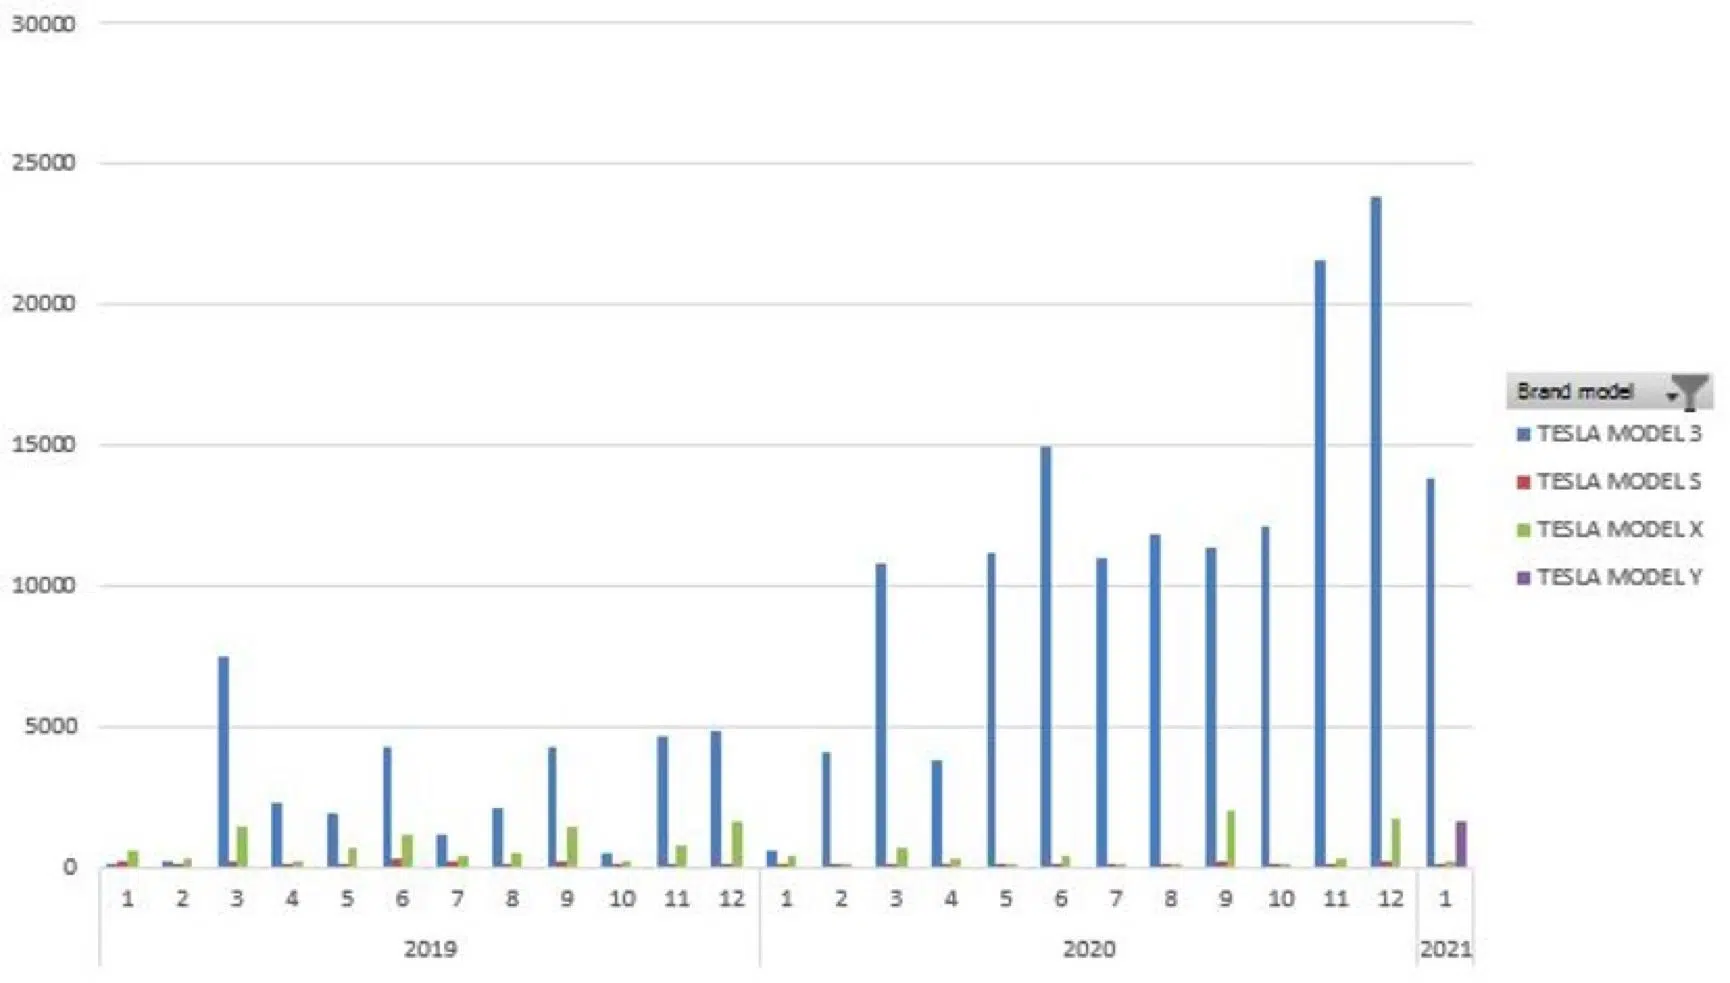 30000
25000
20000
15000
10000
5000
0
Brand model
TESLA MODEL 3
TESLA MODEL S
TESLA MODEL X
TESLA MODEL Y
1 2 3 4 5 6 7 8 9 10 11 12 1 2 3 4 5 6 7 8 9 10 11 12 1
2019 2020 2021